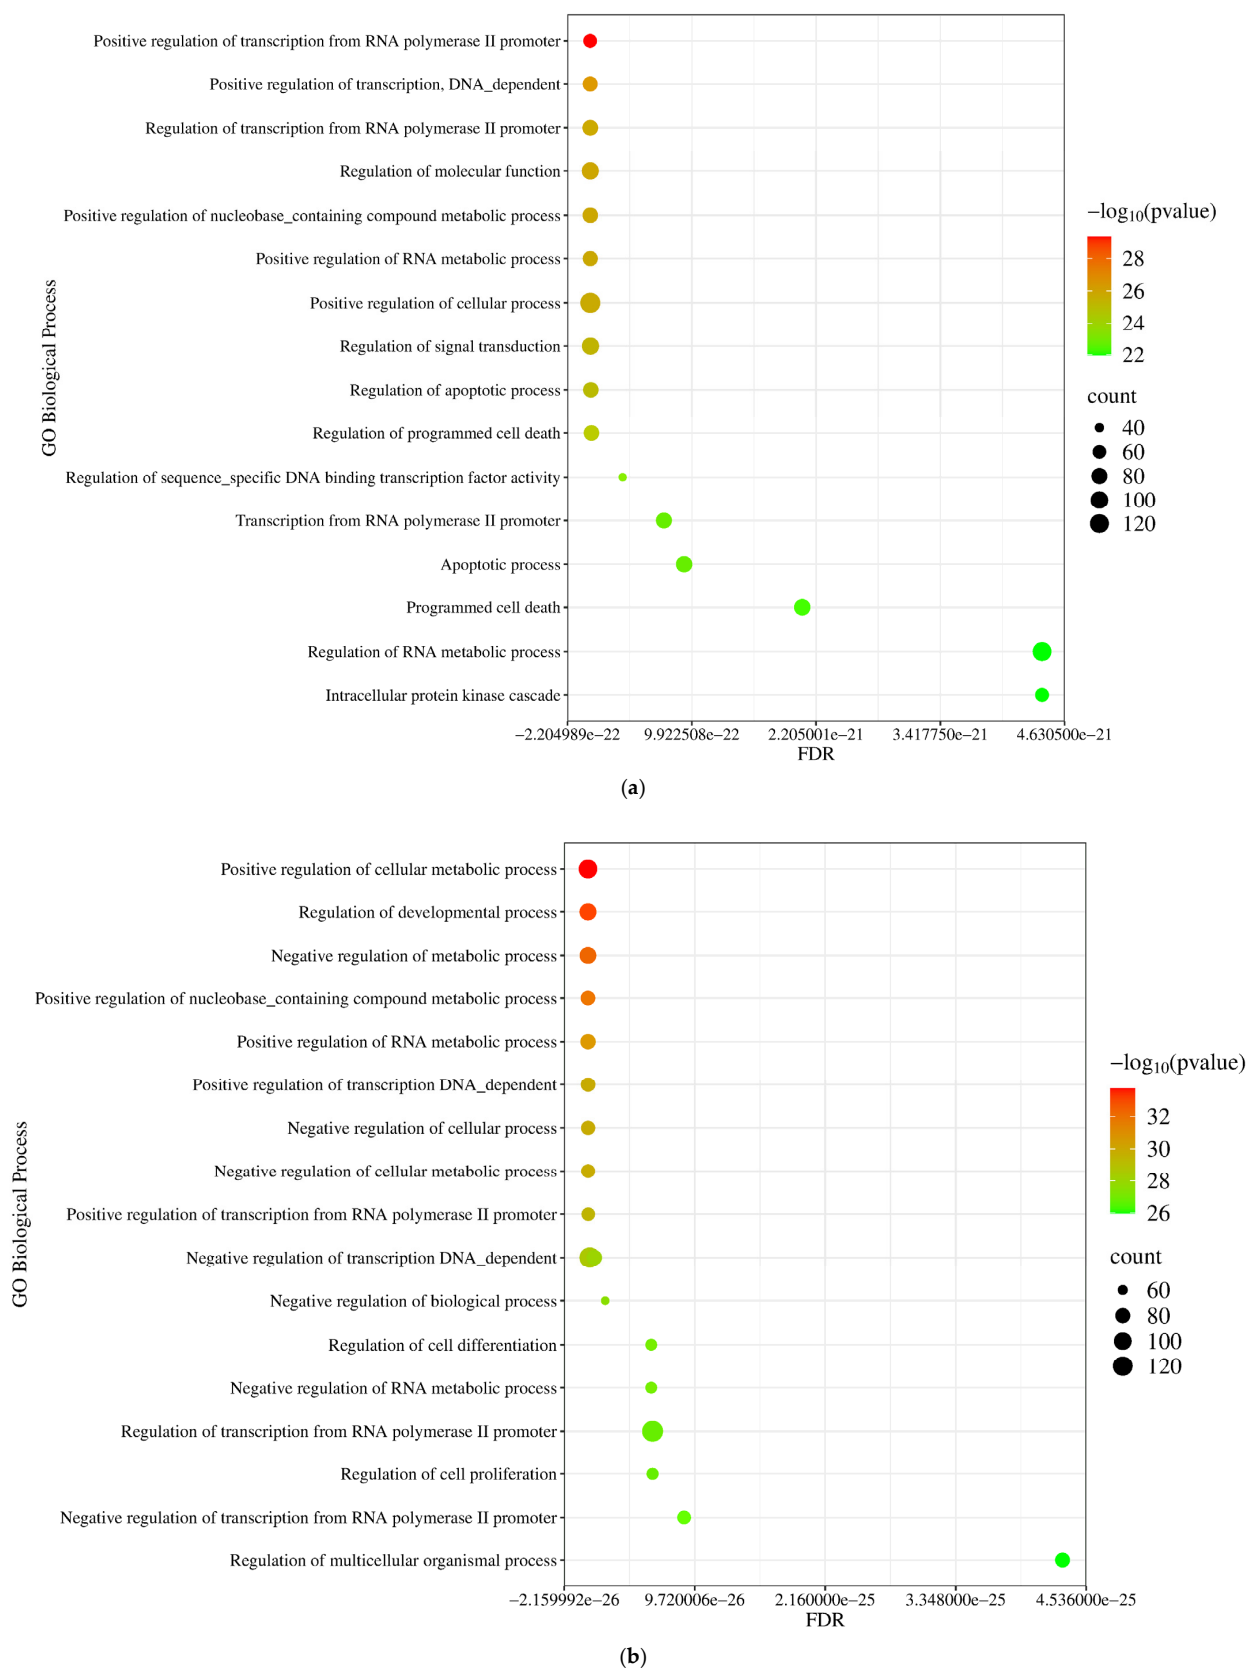 Positive regulation of transcription from RNA polymerase II promoter
Positive regulation of transcription, DNA_dependent
Regulation of transcription from RNA polymerase II promoter
Regulation of molecular function
Positive regulation of nucleobase_containing compound metabolic process
Positive regulation of RNA metabolic process
Positive regulation of cellular process
Regulation of signal transduction
Regulation of apoptotic process
Regulation of programmed cell death
Regulation of sequence_specific DNA binding transcription factor activity
Transcription from RNA polymerase II promoter
Apoptotic process
Programmed cell death
Regulation of RNA metabolic process
Intracellular protein kinase cascade
GO Biological Process
−2.204989e−22 9.922508e−22 2.205001e−21 3.417750e−21 4.630500e−21
FDR
−log₁₀(pvalue)
28
26
24
22
count
40
60
80
100
120
(a)
Positive regulation of cellular metabolic process
Regulation of developmental process
Negative regulation of metabolic process
Positive regulation of nucleobase_containing compound metabolic process
Positive regulation of RNA metabolic process
Positive regulation of transcription DNA_dependent
Negative regulation of cellular process
Negative regulation of cellular metabolic process
Positive regulation of transcription from RNA polymerase II promoter
Negative regulation of transcription DNA_dependent
Negative regulation of biological process
Regulation of cell differentiation
Negative regulation of RNA metabolic process
Regulation of transcription from RNA polymerase II promoter
Regulation of cell proliferation
Negative regulation of transcription from RNA polymerase II promoter
Regulation of multicellular organismal process
GO Biological Process
−2.159992e−26 9.720006e−26 2.160000e−25 3.348000e−25 4.536000e−25
FDR
−log₁₀(pvalue)
32
30
28
26
count
60
80
100
120
(b)